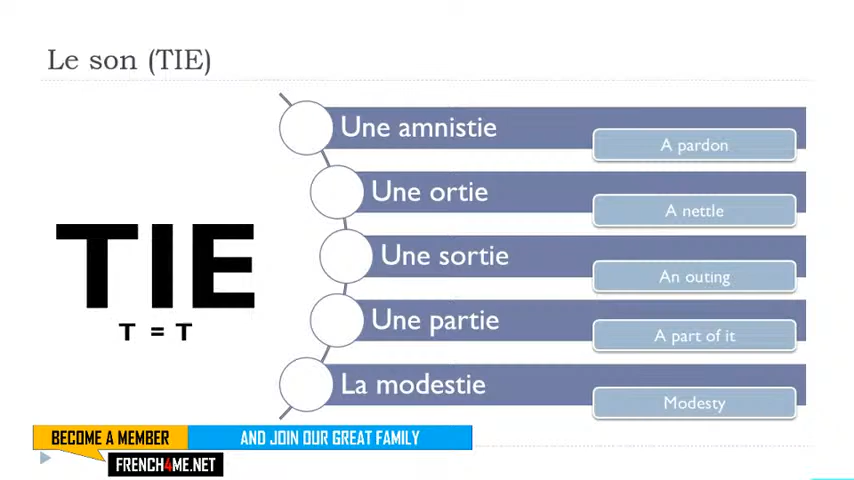 Le son (TIE)
TIE
T = T
Une amnistie
A pardon
Une ortie
A nettle
Une sortie
An outing
Une partie
A part of it
La modestie
Modesty
BECOME A MEMBER
AND JOIN OUR GREAT FAMILY
FRENCH4ME.NET